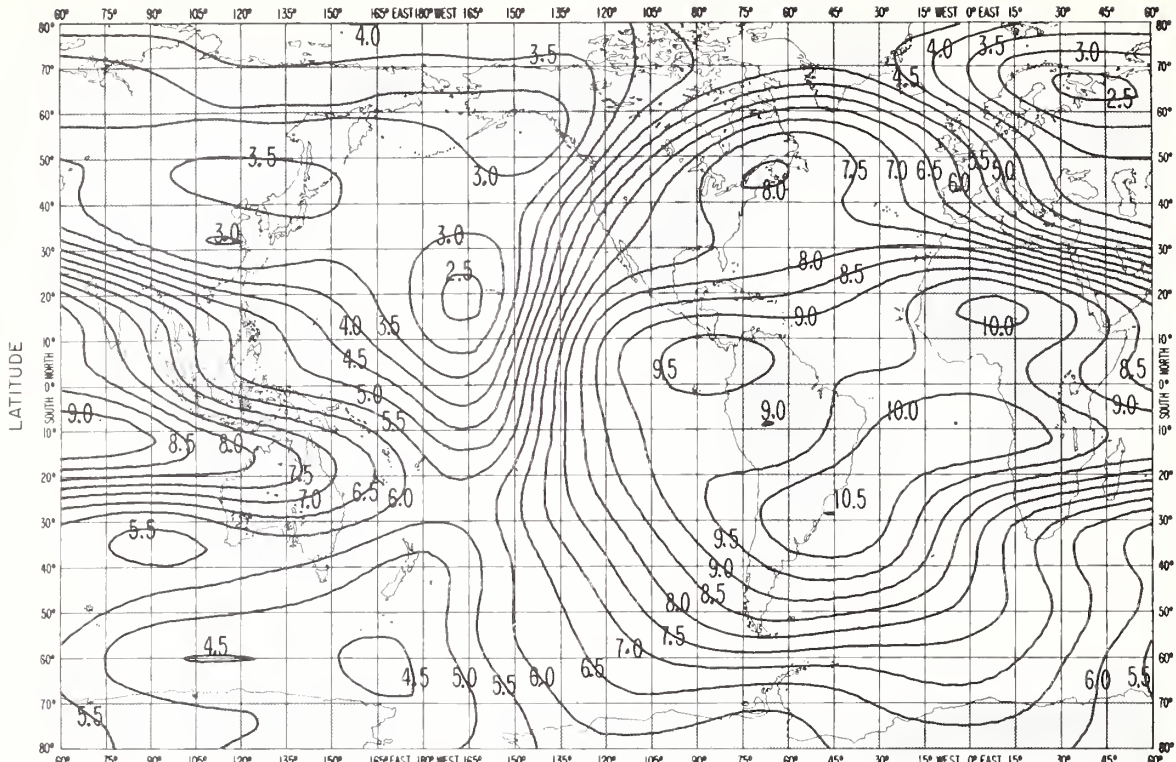 60° 75° 90° 105° 120° 135° 150° 165° EAST 180° WEST 165° 150° 135° 120° 105° 90° 75° 60° 45° 30° 15° WEST 0° EAST 15° 30° 45° 60°
80° 4.0 4.0 3.5 3.0 80°
70° 3.5 4.5 70°
60° 2.5 60°
50° 3.5 3.0 8.0 7.5 7.0 6.5 6.0 5.5 5.0 50°
40° 40°
30° 3.0 3.0 8.0 30°
20° 2.5 8.5 20°
10° 4.0 3.5 9.0 10.0 10°
LATITUDE
SOUTH 0° NORTH 4.5 9.5 8.5 SOUTH 0° NORTH
5.0
10° 9.0 5.5 9.0 10.0 9.0 10°
8.5 8.0
20° 7.5 20°
7.0 6.5 6.0 10.5
30° 5.5 9.5 30°
40° 9.0 40°
50° 8.0 8.5 50°
7.5
60° 4.5 7.0 60°
4.5 5.0 5.5 6.0 6.5 6.0 5.5
70° 5.5 70°
80° 80°
60° 75° 90° 105° 120° 135° 150° 165° EAST 180° WEST 165° 150° 135° 120° 105° 90° 75° 60° 45° 30° 15° WEST 0° EAST 15° 30° 45° 60°